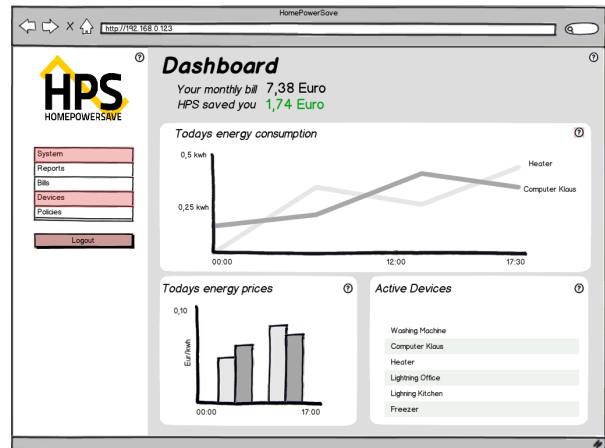 HomePowerSave
http://192.168.0.123
HPS
HOMEPOWERSAVE
System
Reports
Bills
Devices
Policies
Logout
?
Dashboard
?
Your monthly bill 7,38 Euro
HPS saved you 1,74 Euro
Todays energy consumption
?
0,5 kwh
0,25 kwh
Heater
Computer Klaus
00:00
12:00
17:30
Todays energy prices
?
0,10
Eur/kwh
00:00
17:00
Active Devices
?
Washing Machine
Computer Klaus
Heater
Lightning Office
Lighning Kitchen
Freezer